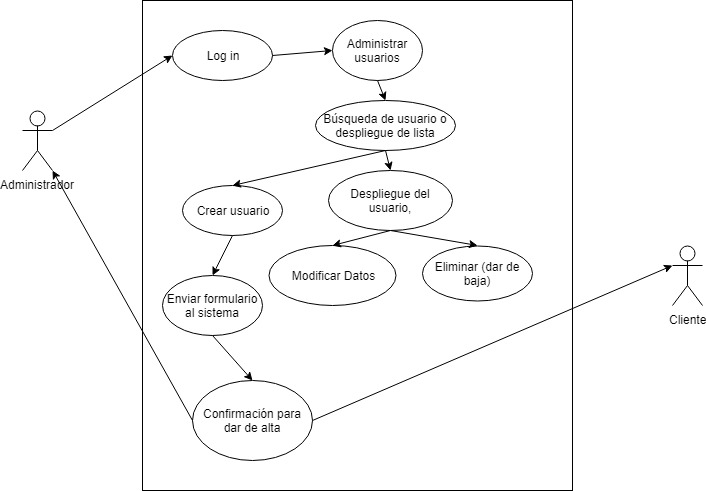 Log in
Administrar
usuarios
Búsqueda de usuario o
despliegue de lista
Administrador
Crear usuario
Despliegue del
usuario,
Modificar Datos
Eliminar (dar de
baja)
Enviar formulario
al sistema
Cliente
Confirmación para
dar de alta